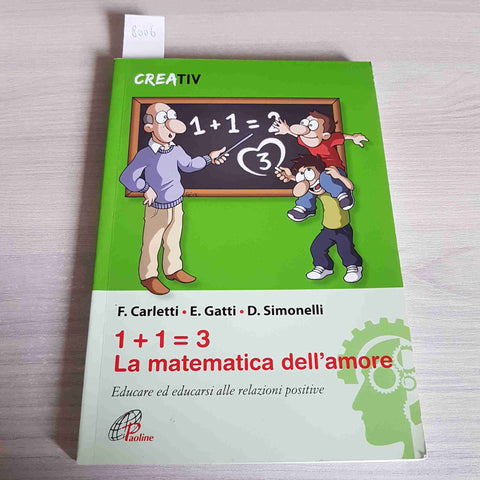 8006
CREATIV
1 + 1 = 2
3
F. Carletti • E. Gatti • D. Simonelli
1 + 1 = 3
La matematica dell'amore
Educare ed educarsi alle relazioni positive
Paoline